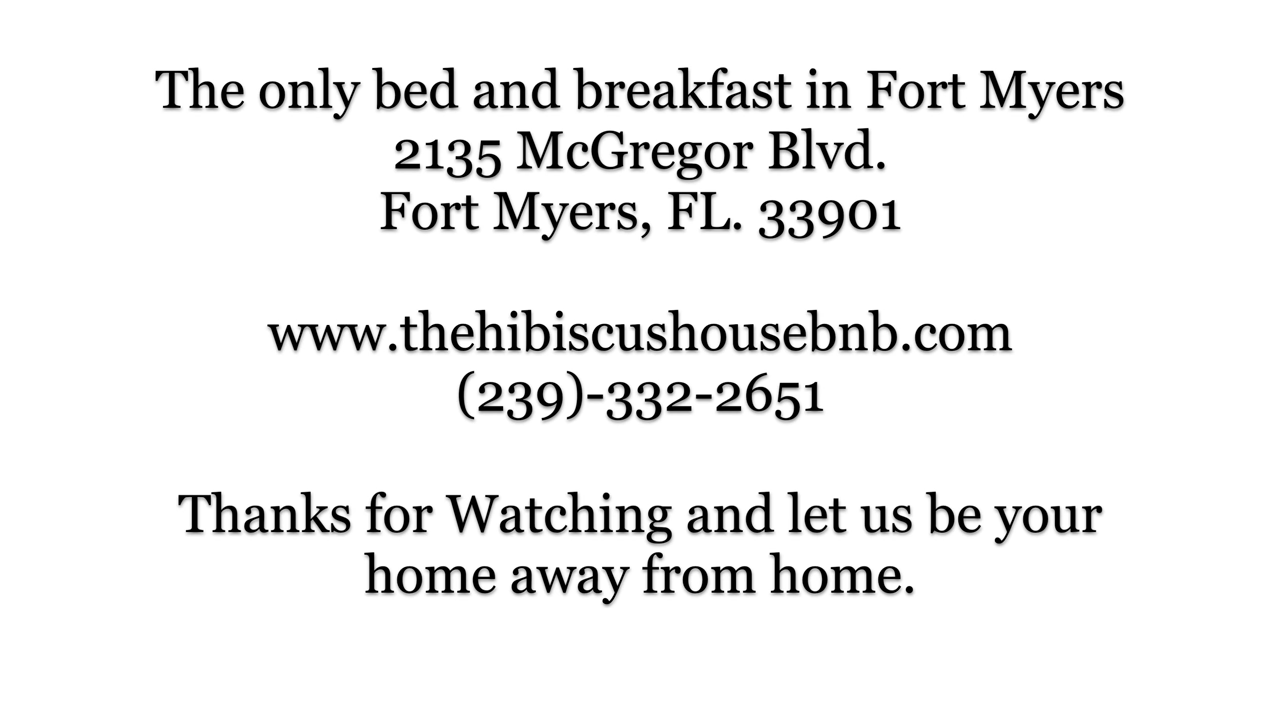 The only bed and breakfast in Fort Myers
2135 McGregor Blvd.
Fort Myers, FL. 33901
www.thehibiscushousebnb.com
(239)-332-2651
Thanks for Watching and let us be your
home away from home.